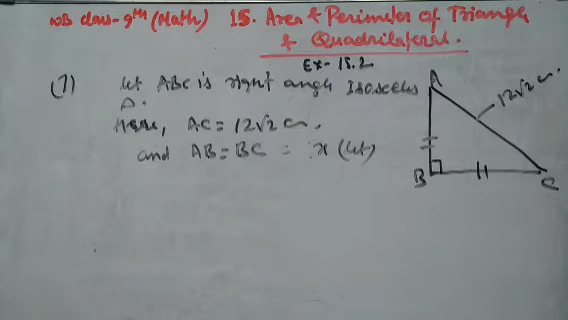 WB class-9th (Math) 15. Area & Perimeter of Triangle
& Quadrilateral.
Ex- 15.2
(7) Let ABC is right angle Isosceles
Δ.
Here, AC = 12√2 cm.
and AB = BC = x (let)
A
12√2 cm.
B
C